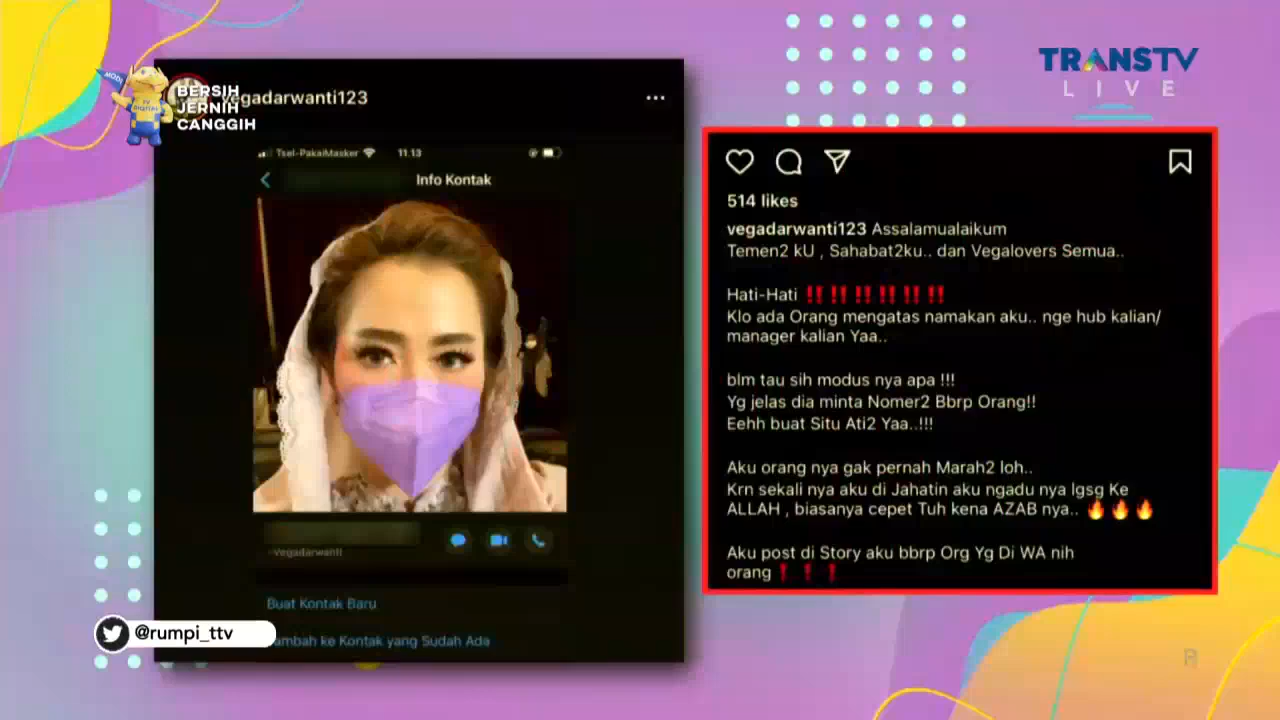 MODI
TV
DIGITAL
BERSIH
JERNIH
CANGGIH
vegadarwanti123
TRANSTV
LIVE
Tsel-PakaiMasker
11.13
Info Kontak
~Vegadarwanti
Buat Kontak Baru
ambah ke Kontak yang Sudah Ada
@rumpi_ttv
514 likes
vegadarwanti123 Assalamualaikum
Temen2 kU , Sahabat2ku.. dan Vegalovers Semua..
Hati-Hati ‼️‼️‼️‼️‼️‼️
Klo ada Orang mengatas namakan aku.. nge hub kalian/
manager kalian Yaa..
blm tau sih modus nya apa !!!
Yg jelas dia minta Nomer2 Bbrp Orang!!
Eehh buat Situ Ati2 Yaa..!!!
Aku orang nya gak pernah Marah2 loh..
Krn sekali nya aku di Jahatin aku ngadu nya lgsg Ke
ALLAH , biasanya cepet Tuh kena AZAB nya.. 🔥🔥🔥
Aku post di Story aku bbrp Org Yg Di WA nih
orang❗❗❗
R